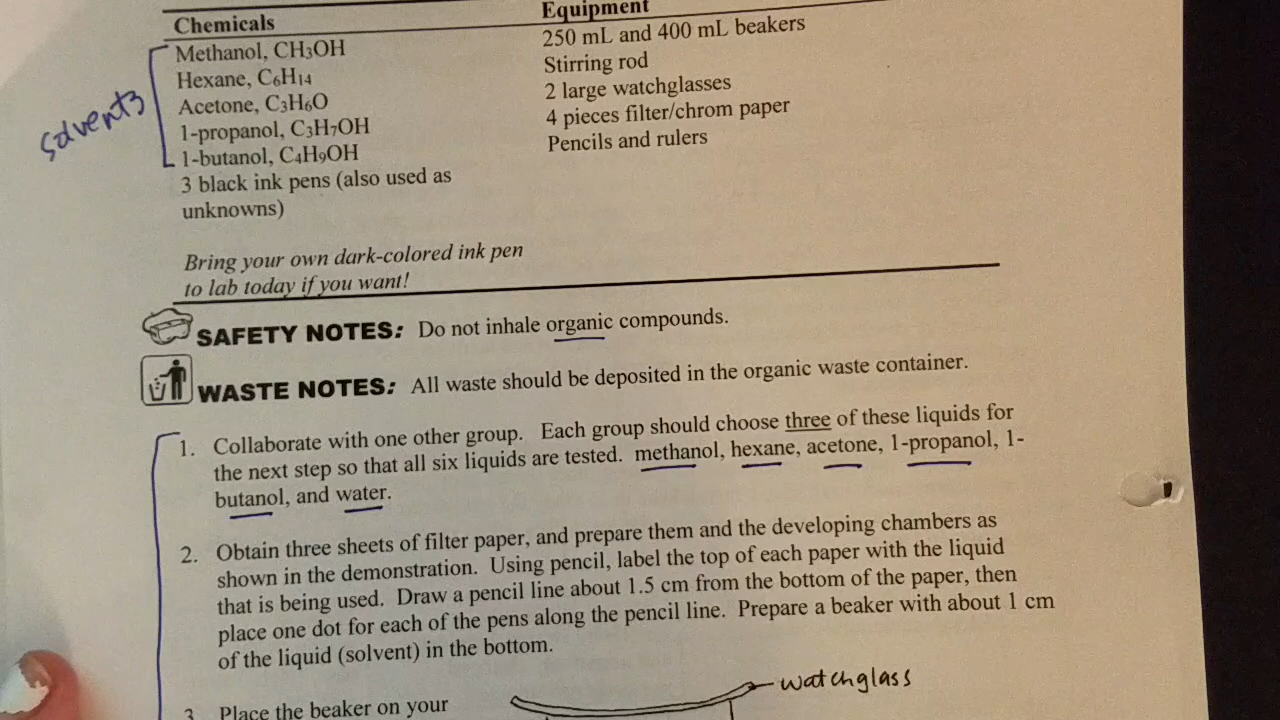 Chemicals
Equipment
Methanol, CH3OH
250 mL and 400 mL beakers
Hexane, C6H14
Stirring rod
Acetone, C3H6O
2 large watchglasses
1-propanol, C3H7OH
4 pieces filter/chrom paper
1-butanol, C4H9OH
Pencils and rulers
3 black ink pens (also used as
unknowns)
solvents
Bring your own dark-colored ink pen
to lab today if you want!
SAFETY NOTES: Do not inhale organic compounds.
WASTE NOTES: All waste should be deposited in the organic waste container.
1. Collaborate with one other group. Each group should choose three of these liquids for
the next step so that all six liquids are tested. methanol, hexane, acetone, 1-propanol, 1-
butanol, and water.
2. Obtain three sheets of filter paper, and prepare them and the developing chambers as
shown in the demonstration. Using pencil, label the top of each paper with the liquid
that is being used. Draw a pencil line about 1.5 cm from the bottom of the paper, then
place one dot for each of the pens along the pencil line. Prepare a beaker with about 1 cm
of the liquid (solvent) in the bottom.
watchglass
3. Place the beaker on your